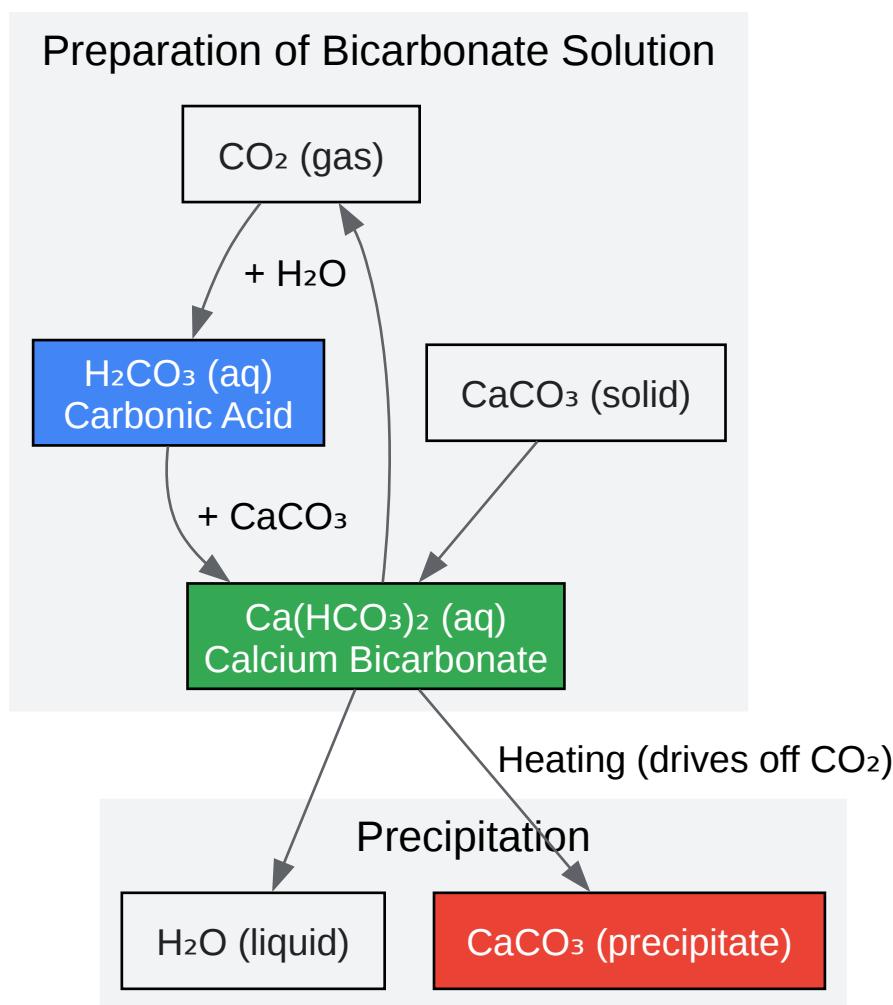 Preparation of Bicarbonate Solution
CO₂ (gas)
+ H₂O
H₂CO₃ (aq)
Carbonic Acid
CaCO₃ (solid)
+ CaCO₃
Ca(HCO₃)₂ (aq)
Calcium Bicarbonate
Heating (drives off CO₂)
Precipitation
H₂O (liquid)
CaCO₃ (precipitate)